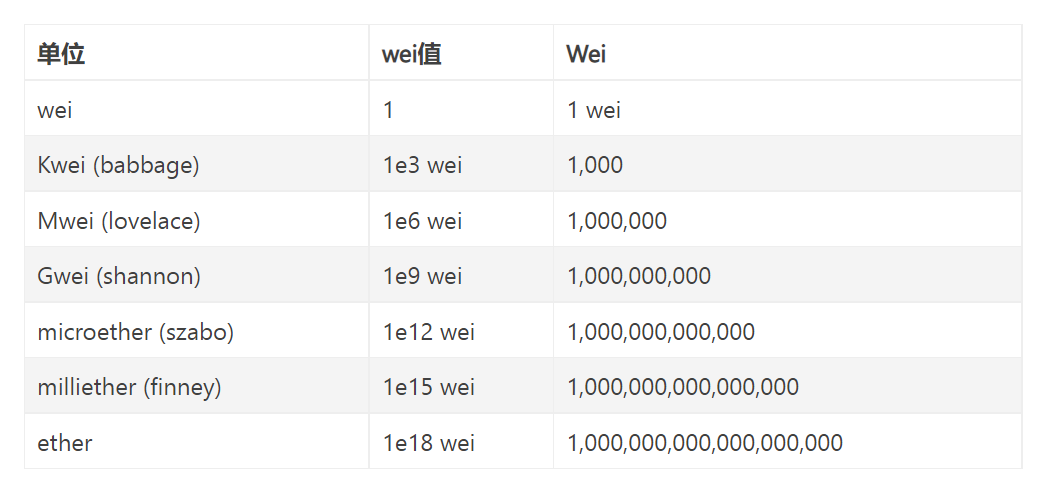 单位 wei值 Wei
wei 1 1 wei
Kwei (babbage) 1e3 wei 1,000
Mwei (lovelace) 1e6 wei 1,000,000
Gwei (shannon) 1e9 wei 1,000,000,000
microether (szabo) 1e12 wei 1,000,000,000,000
milliether (finney) 1e15 wei 1,000,000,000,000,000
ether 1e18 wei 1,000,000,000,000,000,000